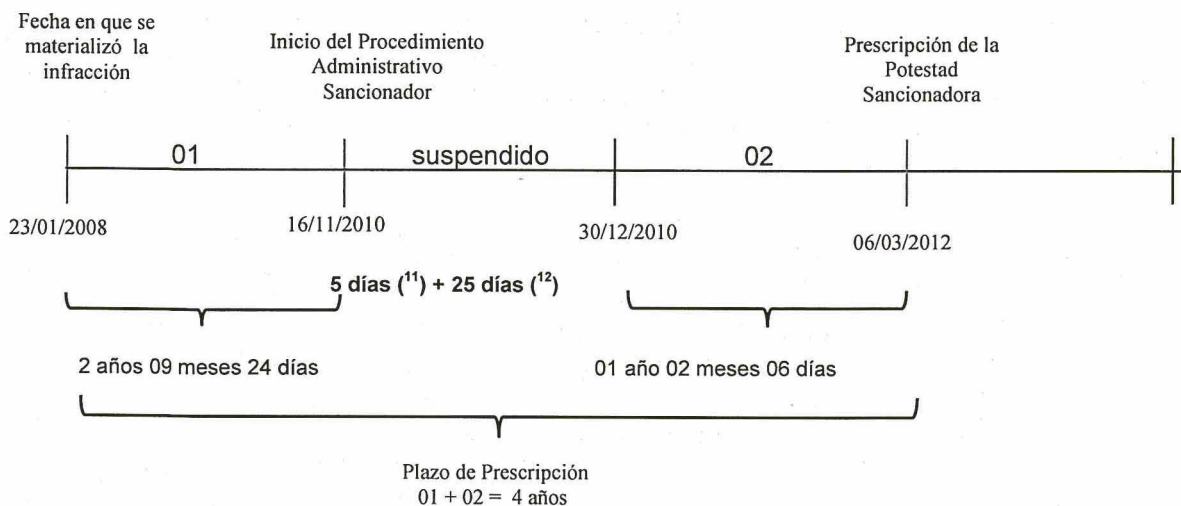 Fecha en que se
materializó la
infracción
Inicio del Procedimiento
Administrativo
Sancionador
Prescripción de la
Potestad
Sancionadora
01
suspendido
02
23/01/2008
16/11/2010
30/12/2010
06/03/2012
5 días (11) + 25 días (12)
2 años 09 meses 24 días
01 año 02 meses 06 días
Plazo de Prescripción
01 + 02 = 4 años